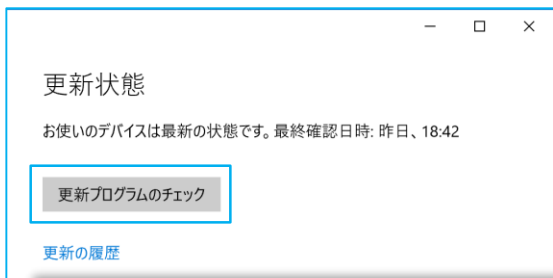 更新状態
お使いのデバイスは最新の状態です。最終確認日時: 昨日、18:42
更新プログラムのチェック
更新の履歴